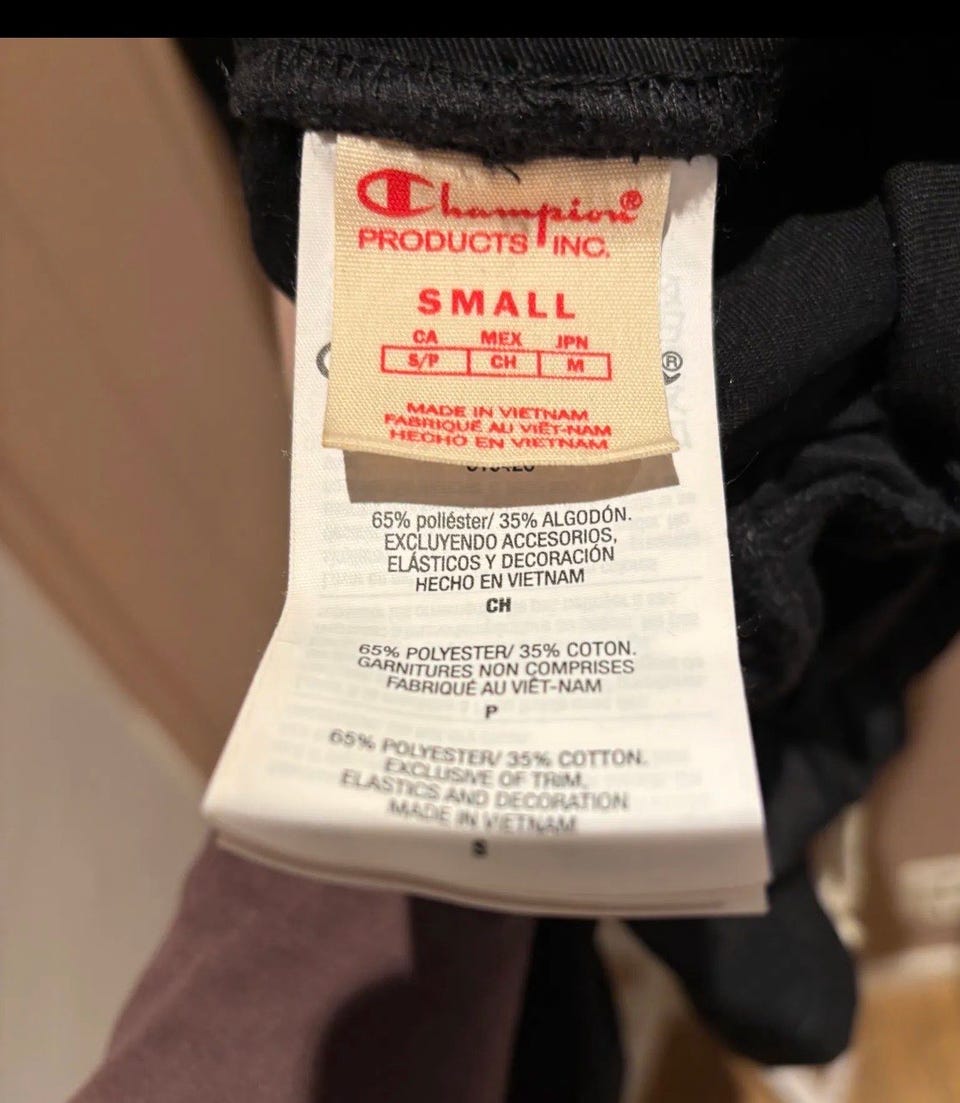 Champion®
PRODUCTS INC.
SMALL
CA MEX JPN
S/P CH M
MADE IN VIETNAM
FABRIQUÉ AU VIÊT-NAM
HECHO EN VIETNAM
®
65% poliéster/ 35% ALGODÓN.
EXCLUYENDO ACCESORIOS,
ELÁSTICOS Y DECORACIÓN
HECHO EN VIETNAM
CH
65% POLYESTER/ 35% COTON.
GARNITURES NON COMPRISES
FABRIQUÉ AU VIÊT-NAM
P
65% POLYESTER/ 35% COTTON.
EXCLUSIVE OF TRIM,
ELASTICS AND DECORATION
MADE IN VIETNAM
S